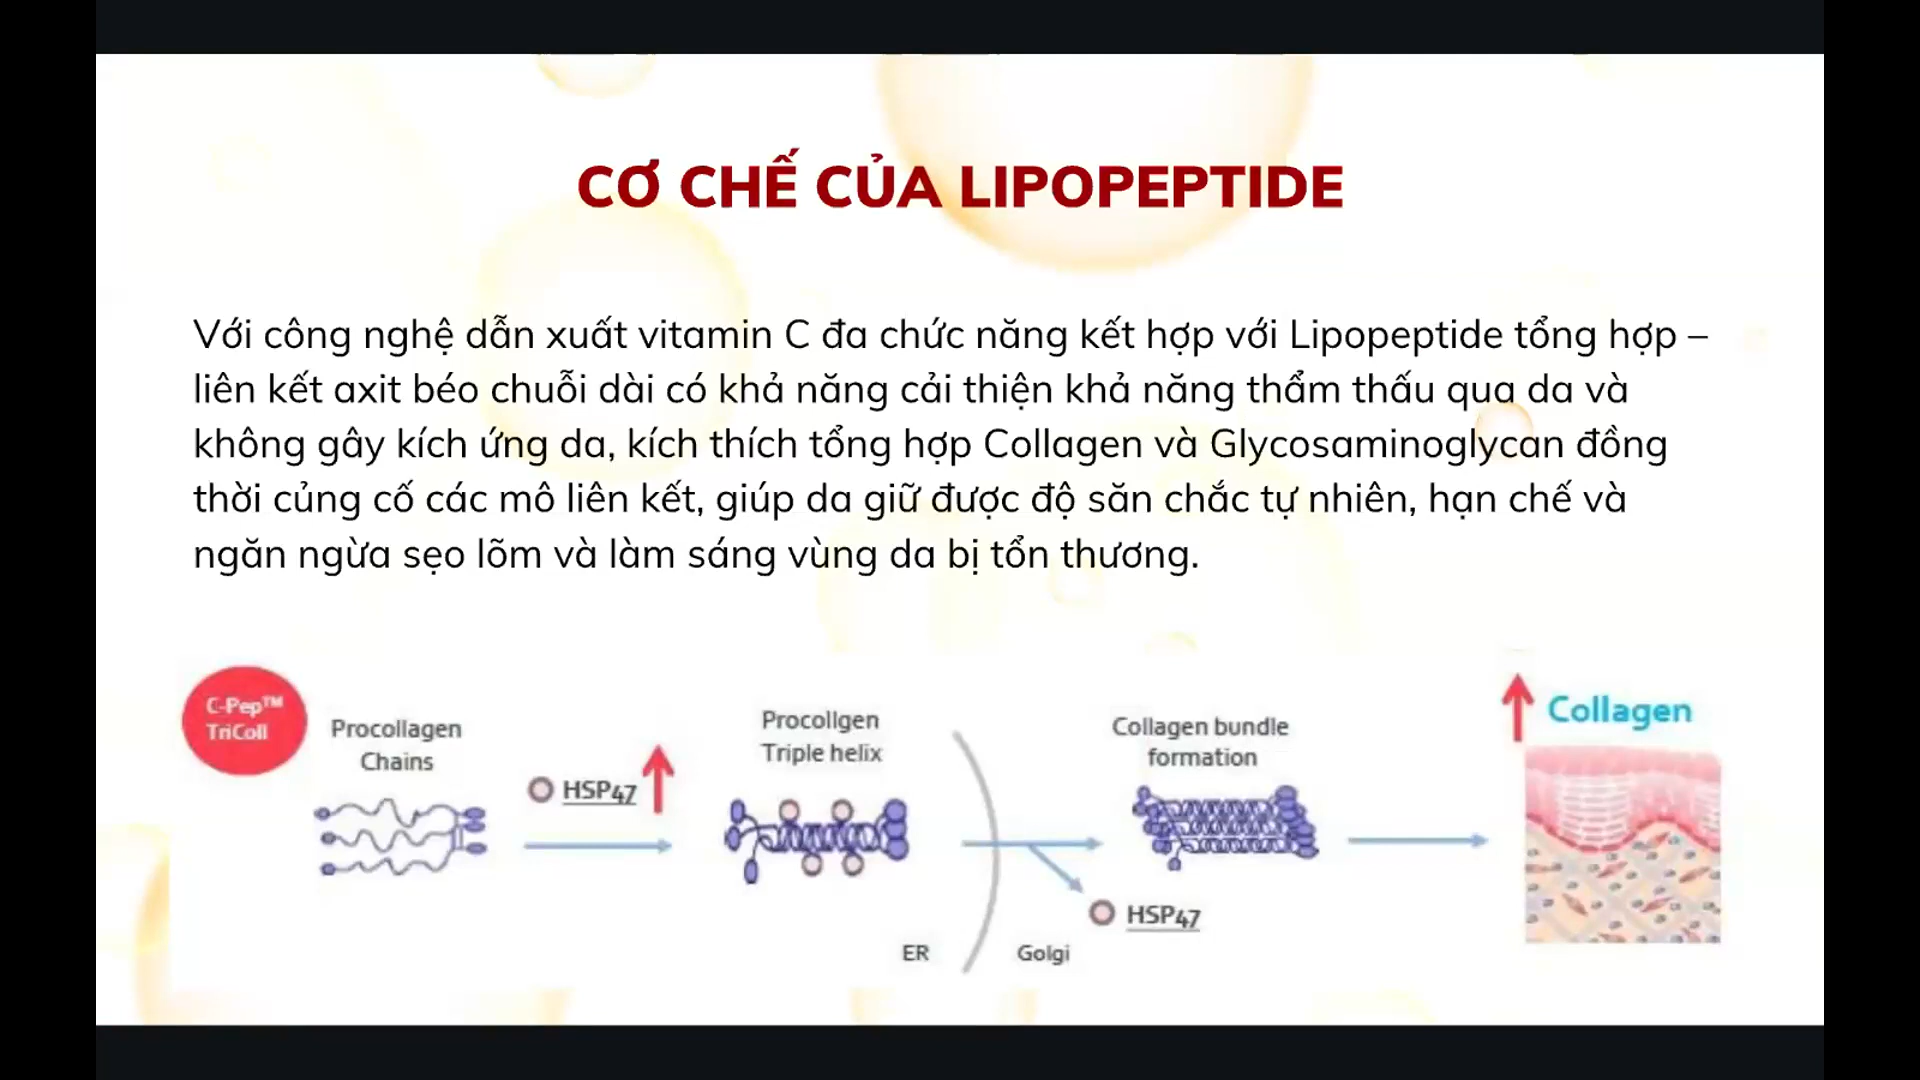 CƠ CHẾ CỦA LIPOPEPTIDE
Với công nghệ dẫn xuất vitamin C đa chức năng kết hợp với Lipopeptide tổng hợp –
liên kết axit béo chuỗi dài có khả năng cải thiện khả năng thẩm thấu qua da và
không gây kích ứng da, kích thích tổng hợp Collagen và Glycosaminoglycan đồng
thời củng cố các mô liên kết, giúp da giữ được độ săn chắc tự nhiên, hạn chế và
ngăn ngừa sẹo lõm và làm sáng vùng da bị tổn thương.
C-Pep™
TriColl
Procollagen
Chains
HSP47
Procollgen
Triple helix
ER
Golgi
Collagen bundle
formation
HSP47
Collagen